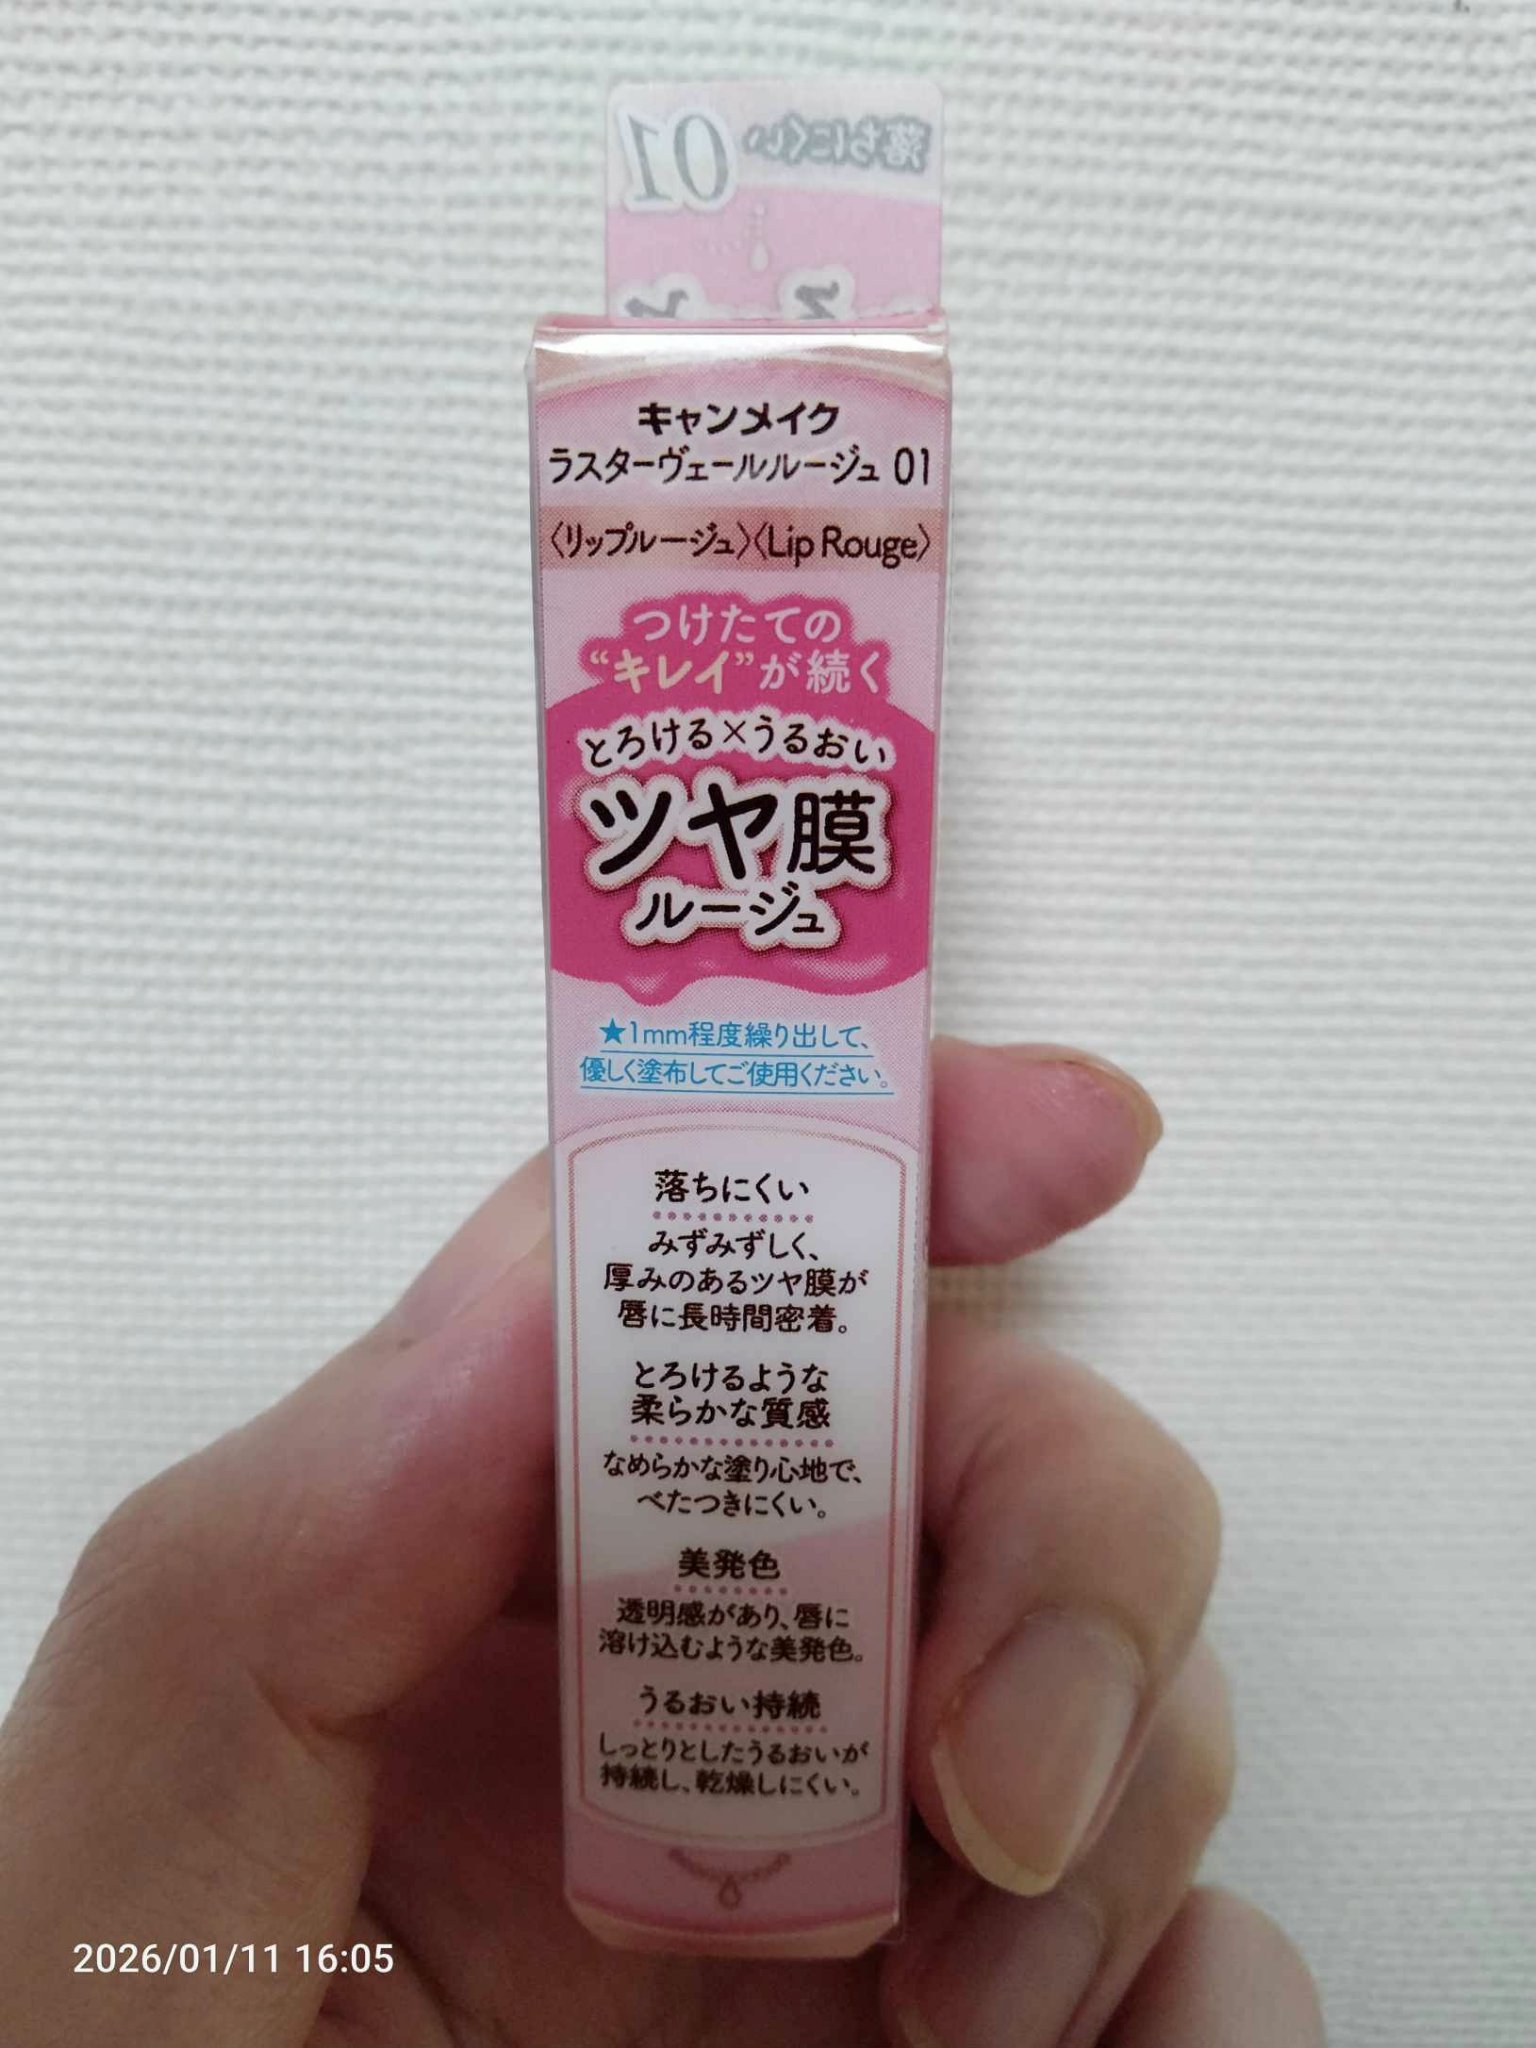 落ちにくい 01
キャンメイク
ラスターヴェールルージュ 01
〈リップルージュ〉〈Lip Rouge〉
つけたての
“キレイ”が続く
とろける×うるおい
ツヤ膜
ルージュ
★1mm程度繰り出して、
優しく塗布してご使用ください。
落ちにくい
みずみずしく、
厚みのあるツヤ膜が
唇に長時間密着。
とろけるような
柔らかな質感
なめらかな塗り心地で、
べたつきにくい。
美発色
透明感があり、唇に
溶け込むような美発色。
うるおい持続
しっとりとしたうるおいが
持続し、乾燥しにくい。
2026/01/11 16:05